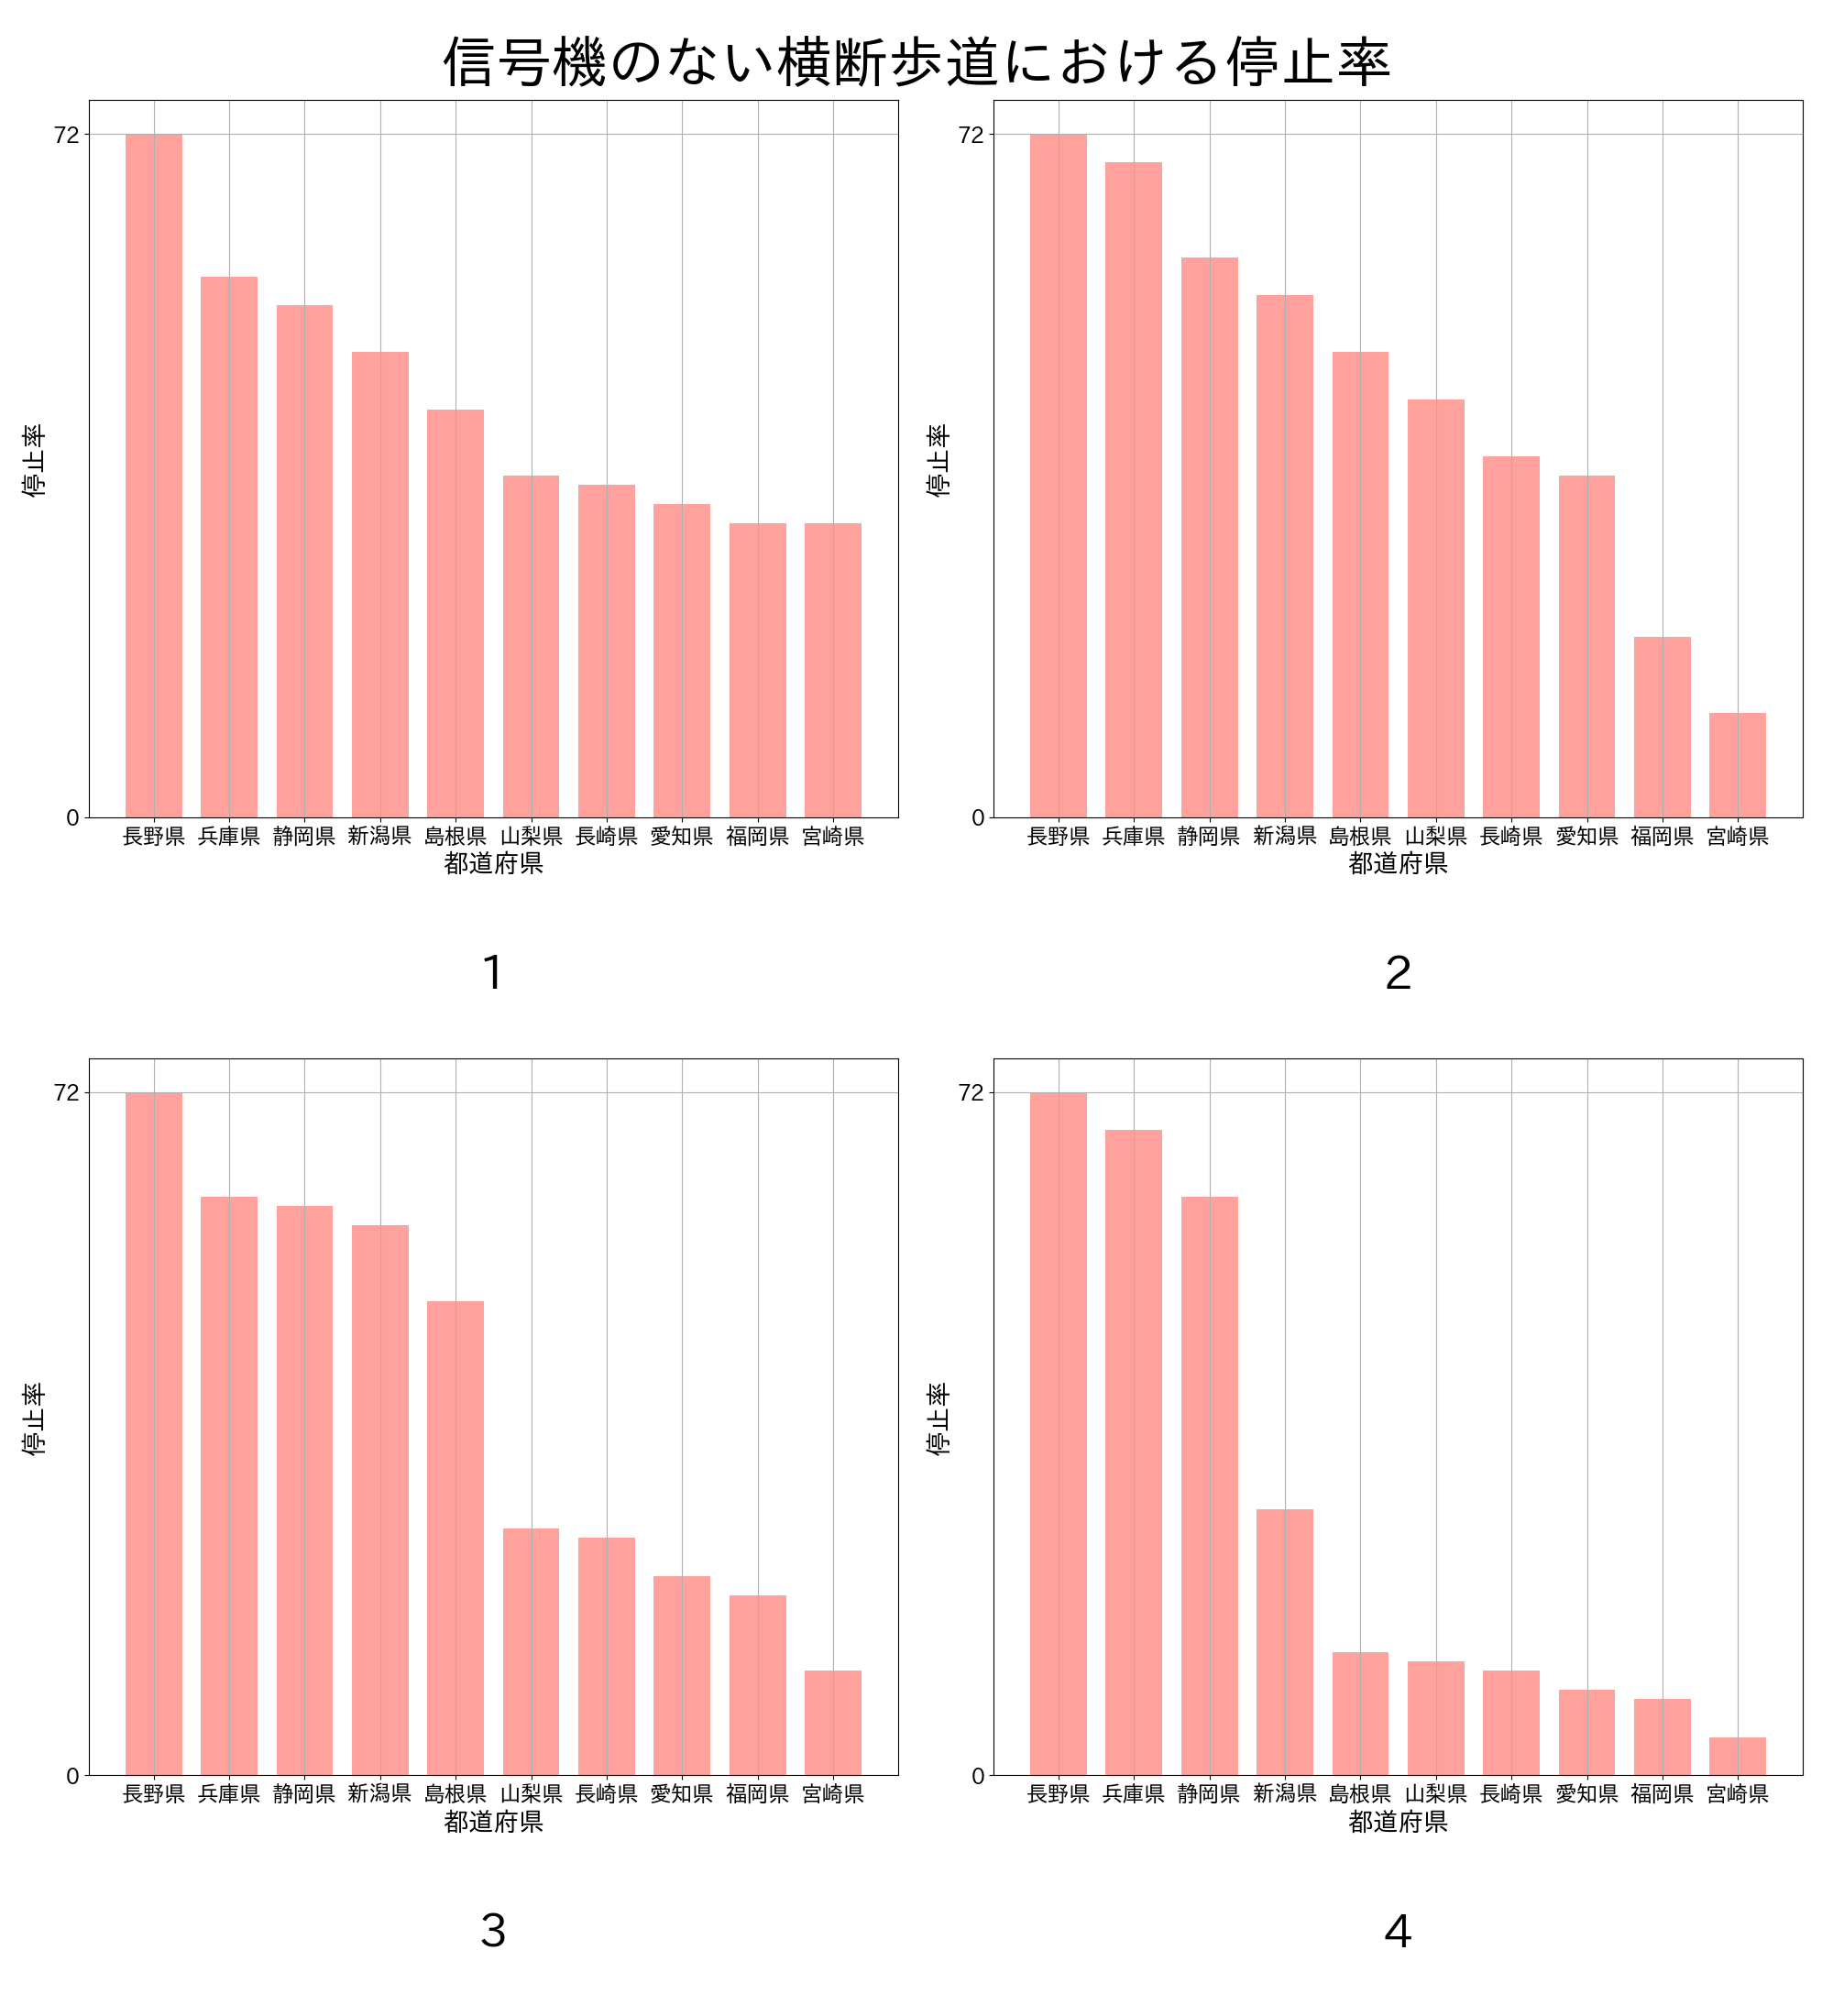 信号機のない横断歩道における停止率
72
0
停止率
長野県 兵庫県 静岡県 新潟県 島根県 山梨県 長崎県 愛知県 福岡県 宮崎県
都道府県
1
72
0
停止率
長野県 兵庫県 静岡県 新潟県 島根県 山梨県 長崎県 愛知県 福岡県 宮崎県
都道府県
2
72
0
停止率
長野県 兵庫県 静岡県 新潟県 島根県 山梨県 長崎県 愛知県 福岡県 宮崎県
都道府県
3
72
0
停止率
長野県 兵庫県 静岡県 新潟県 島根県 山梨県 長崎県 愛知県 福岡県 宮崎県
都道府県
4